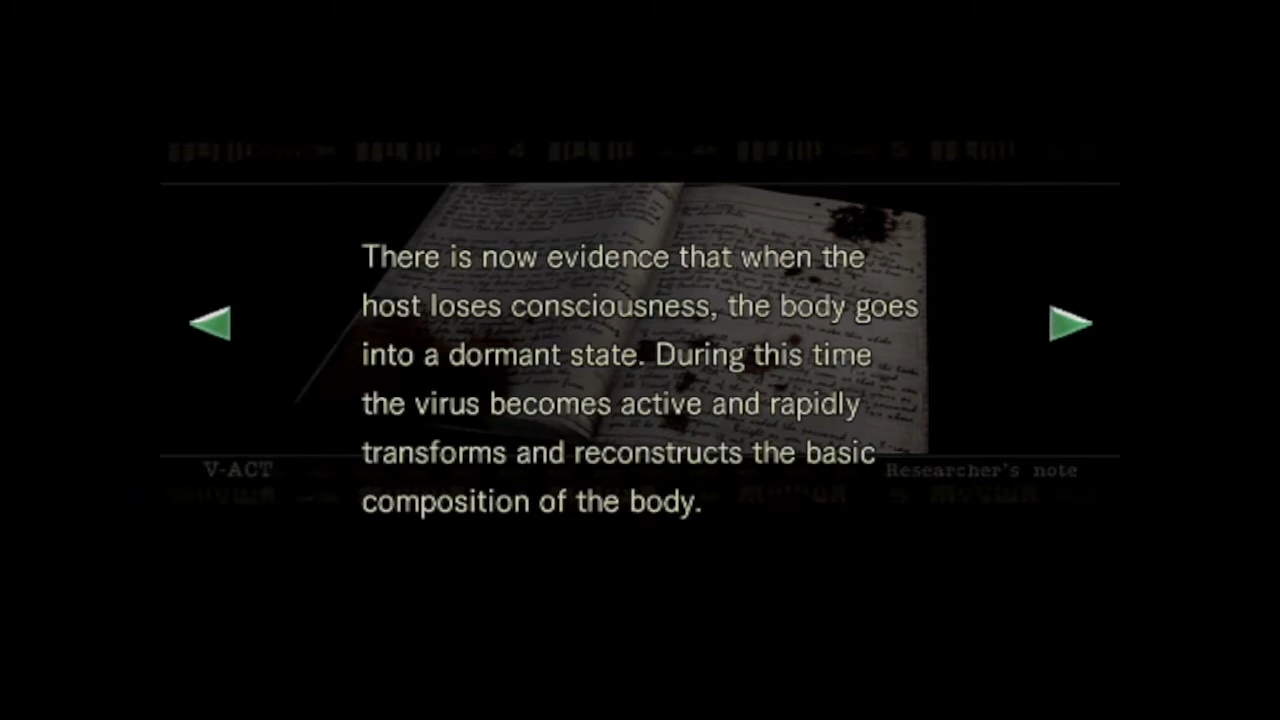 There is now evidence that when the
host loses consciousness, the body goes
into a dormant state. During this time
the virus becomes active and rapidly
transforms and reconstructs the basic
composition of the body.
V-ACT
Researcher's note